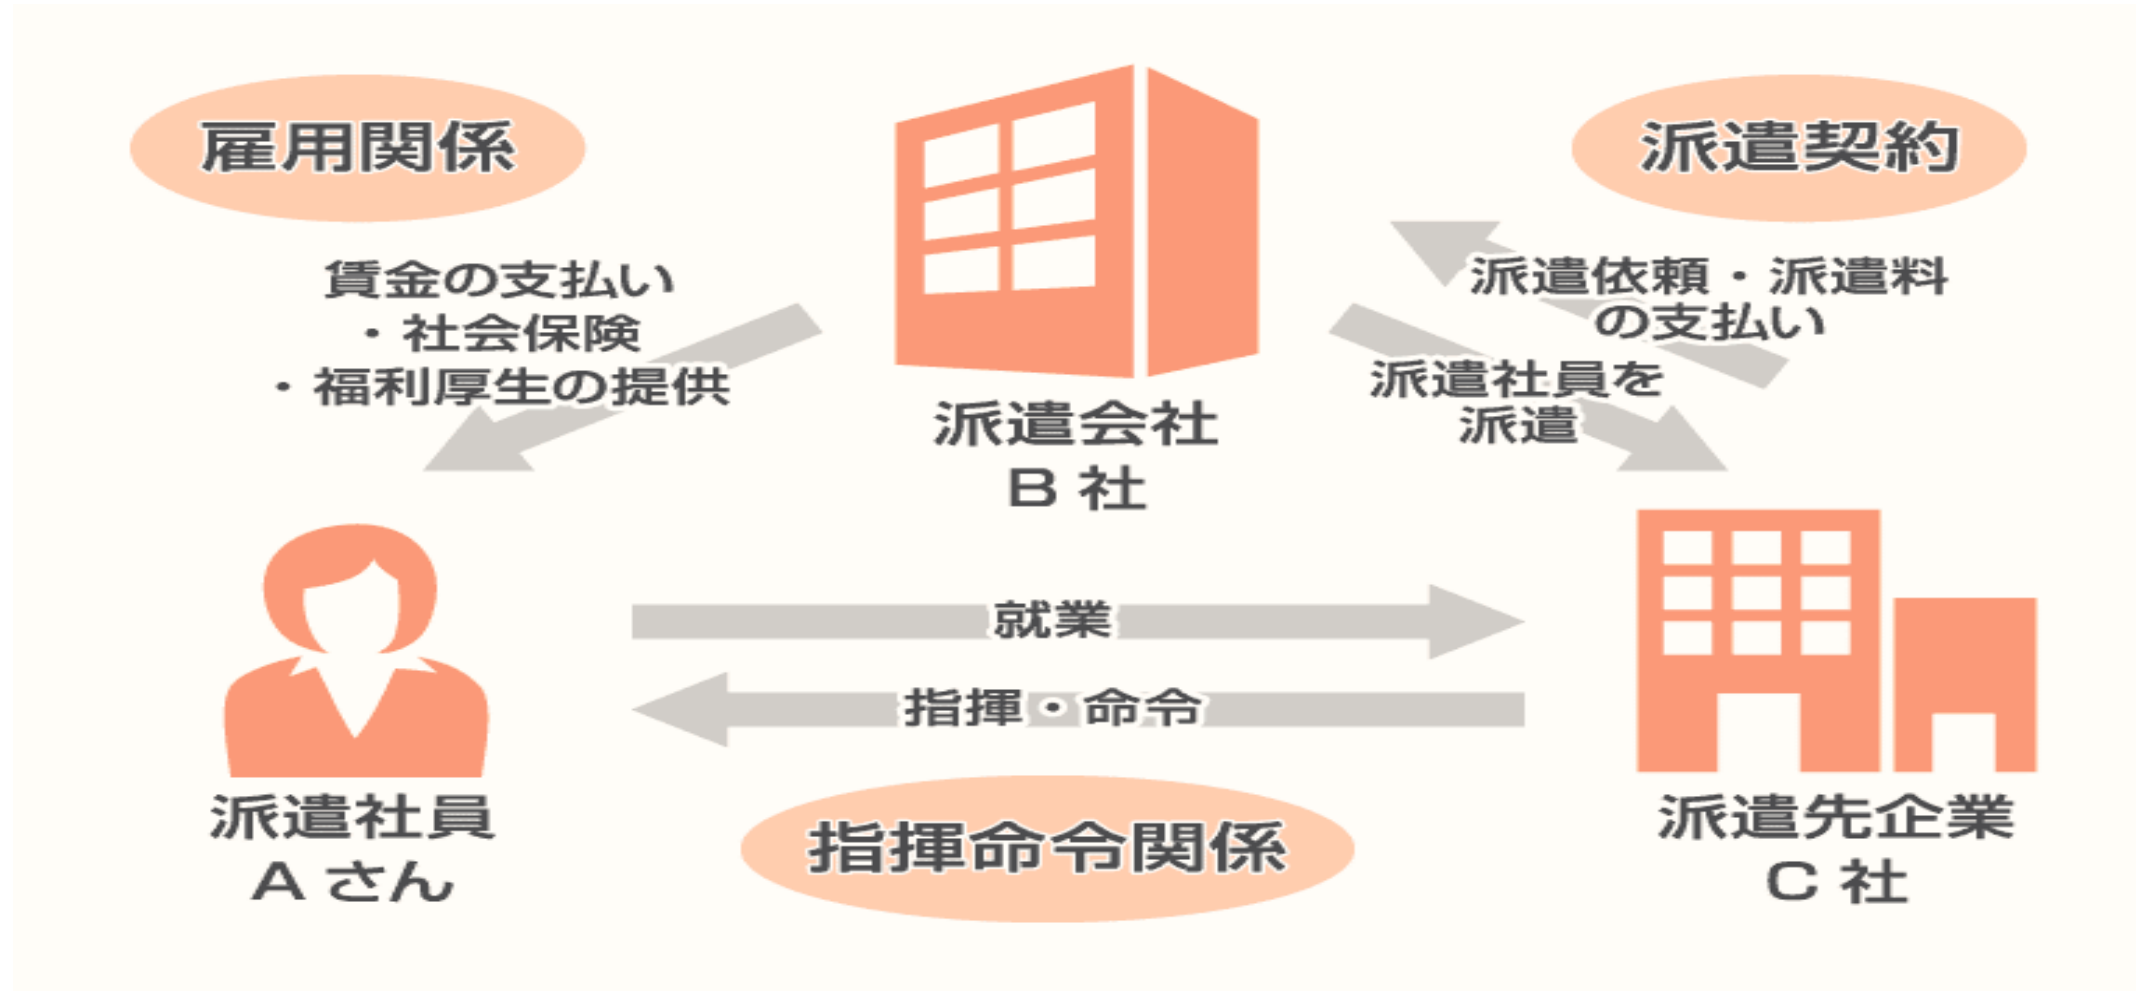 雇用関係
派遣契約
賃金の支払い
・社会保険
・福利厚生の提供
派遣依頼・派遣料
の支払い
派遣社員を
派遣
派遣会社
B 社
就業
指揮・命令
指揮命令関係
派遣社員
A さん
派遣先企業
C 社